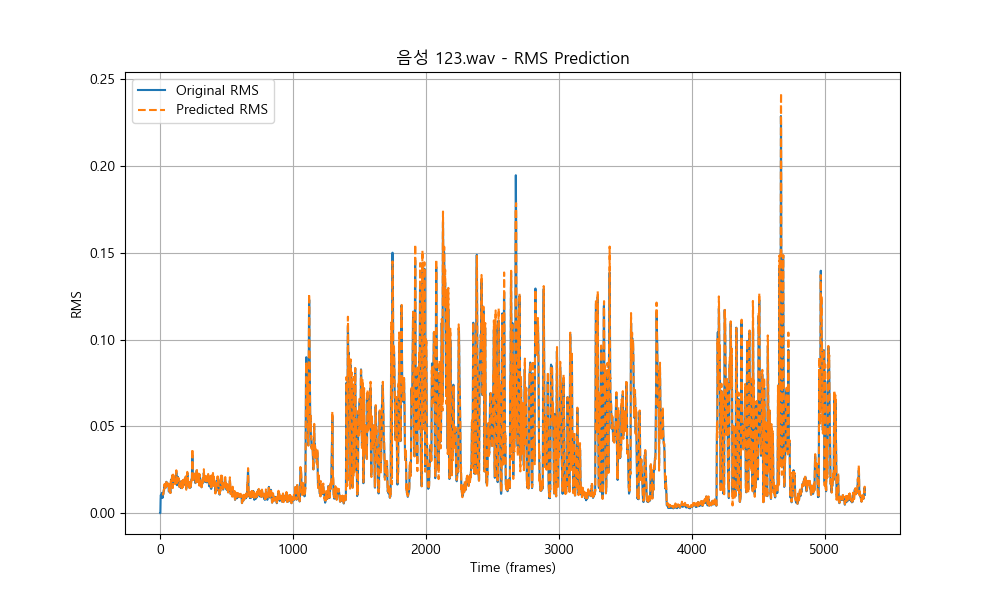 음성 123.wav - RMS Prediction
Original RMS
Predicted RMS
RMS
0.25
0.20
0.15
0.10
0.05
0.00
0 1000 2000 3000 4000 5000
Time (frames)